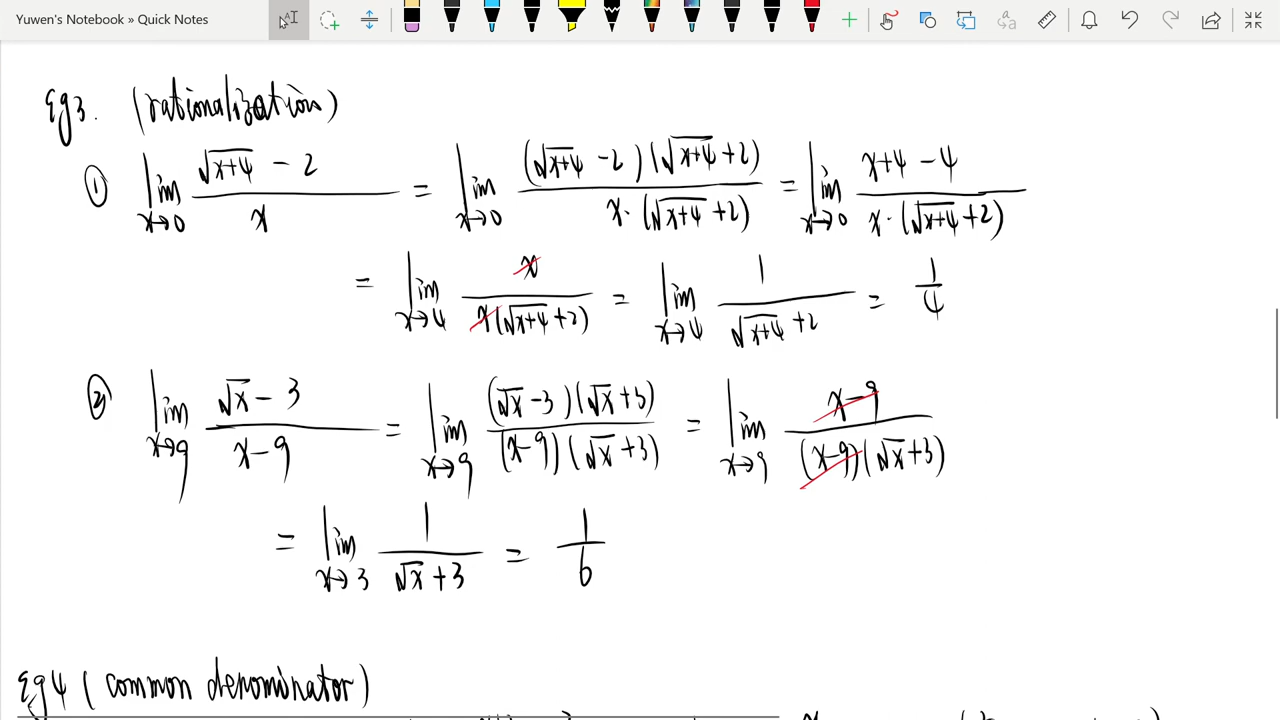 Yuwen's Notebook » Quick Notes
Eg3. (rationalization)
① lim x→0 (√(x+4) - 2)/x = lim x→0 ((√(x+4) - 2)(√(x+4) + 2))/(x·(√(x+4) + 2)) = lim x→0 (x+4 - 4)/(x·(√(x+4) + 2))
= lim x→4 x/(x(√(x+4) + 2)) = lim x→4 1/(√(x+4) + 2) = 1/4
② lim x→9 (√x - 3)/(x-9) = lim x→9 ((√x - 3)(√x + 3))/((x-9)(√x + 3)) = lim x→9 (x-9)/((x-9)(√x + 3))
= lim x→3 1/(√x + 3) = 1/6
Eg4 (common denominator)